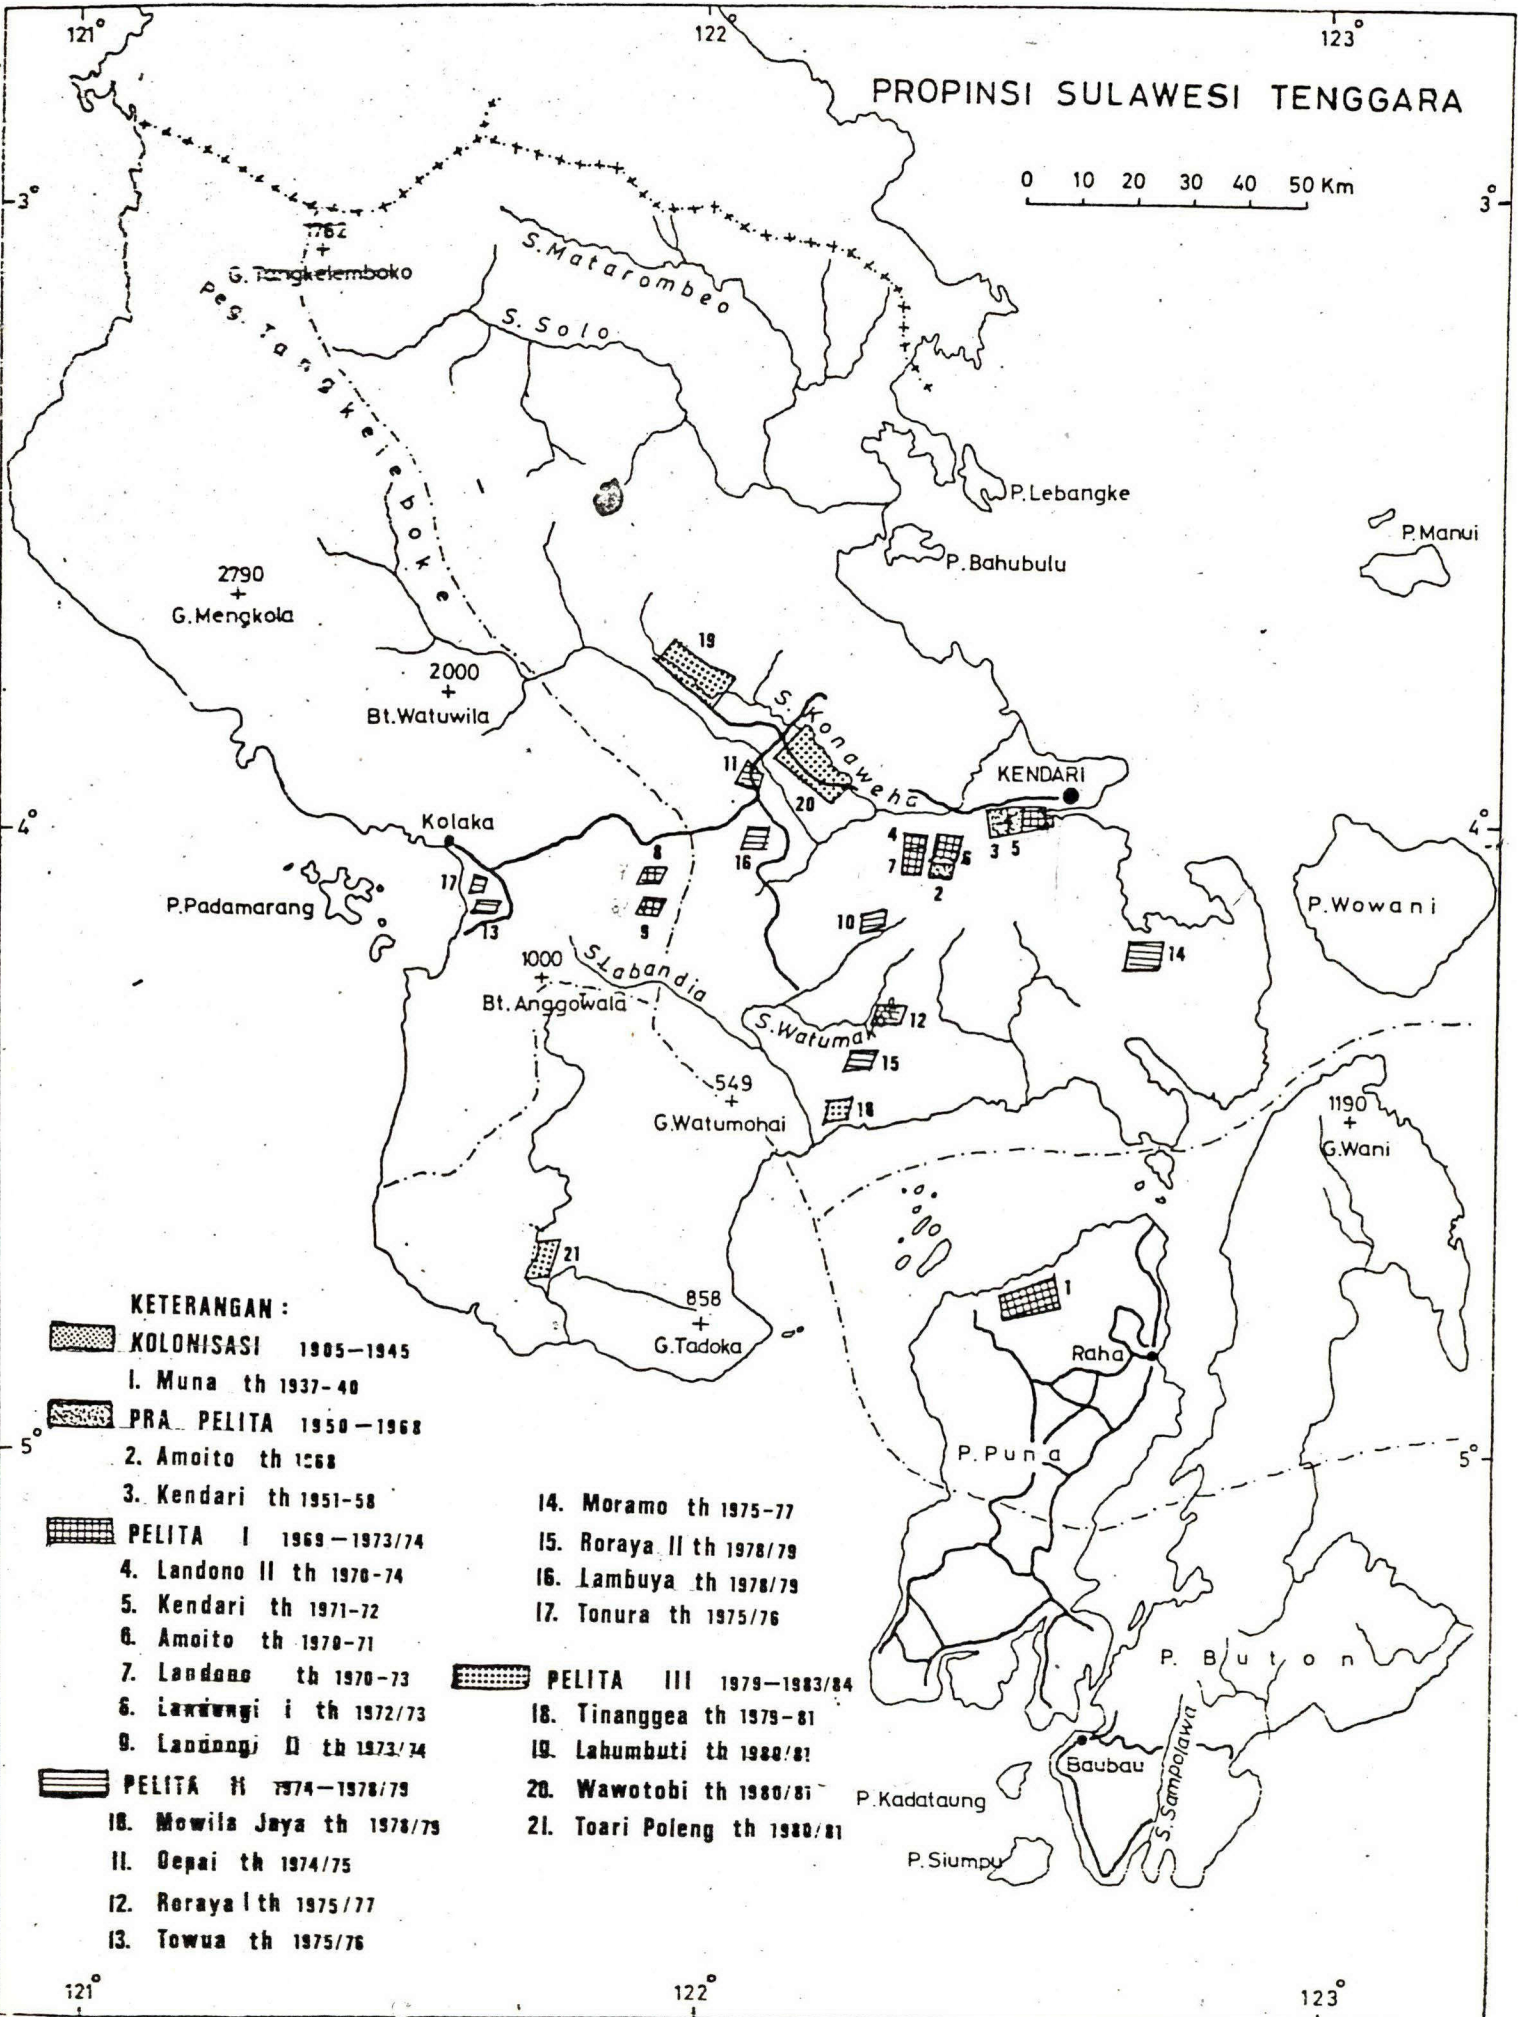 121°
122°
123°
PROPINSI SULAWESI TENGGARA
0 10 20 30 40 50 Km
3°
3°
1762
G. Tangkelemboko
Peg. Tangkeleboke
S. Matarombeo
S. Solo
P. Lebangke
P. Manui
P. Bahubulu
2790
G. Mengkola
2000
Bt. Watuwila
19
S. Konaweha
11
20
KENDARI
4°
4°
Kolaka
16
8
4
7
6
2
3
5
17
13
9
P. Padamarang
10
14
P. Wowani
1000
Bt. Anggowala
S. Labandia
S. Watumak
12
15
18
549
G. Watumohai
1190
G. Wani
21
1
858
G. Tadoka
Raha
P. Puna
KETERANGAN :
KOLONISASI 1905–1945
1. Muna th 1937-40
PRA PELITA 1950–1968
5°
5°
2. Amoito th 1968
3. Kendari th 1951-58
PELITA I 1969–1973/74
4. Landono II th 1970-74
5. Kendari th 1971-72
6. Amoito th 1970-71
7. Landono th 1970-73
8. i th 1972/73
9. II th 1973/74
PELITA II 1974–1978/79
10. Mowila Jaya th 1978/79
11. th 1974/75
12. Roraya I th 1975/77
13. Towua th 1975/76
14. Moramo th 1975-77
15. Roraya II th 1978/79
16. Lambuya th 1978/79
17. Tonura th 1975/76
PELITA III 1979–1983/84
18. Tinanggea th 1979-81
19. Lahumbuti th 1980/81
20. Wawotobi th 1980/81
21. Toari Poleng th 1980/81
P. Buton
Baubau
S. Sampolawa
P. Kadataung
P. Siumpu
121°
122°
123°